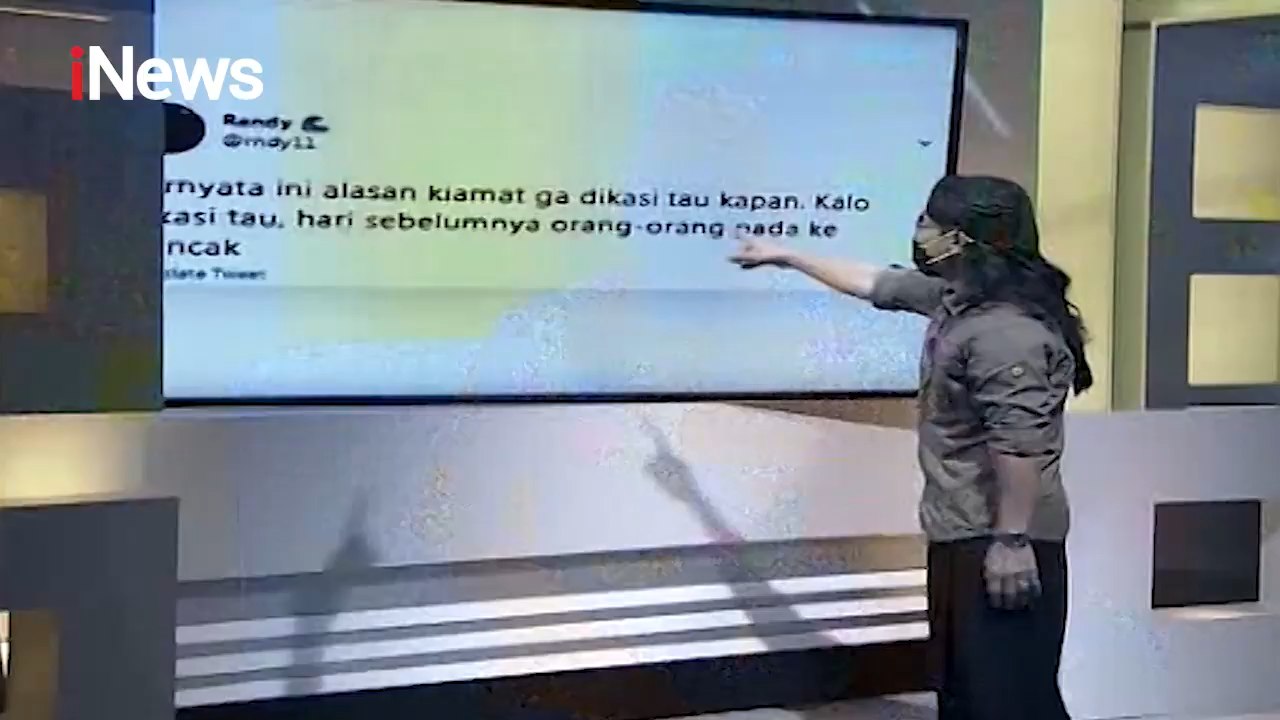 iNews
Randy
@rndy11
rnyata ini alasan kiamat ga dikasi tau kapan. Kalo
kasi tau, hari sebelumnya orang-orang pada ke
ncak
slate Tweet